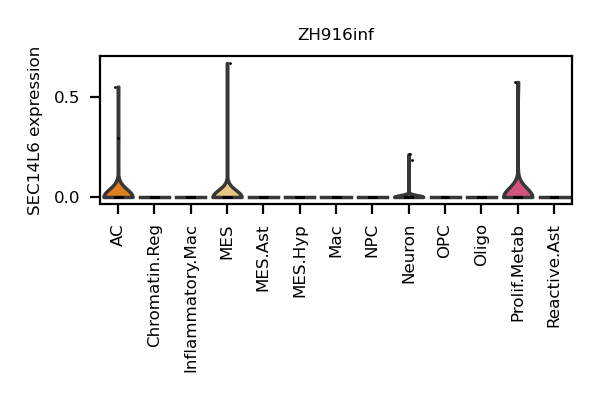 ZH916inf
SEC14L6 expression
0.5
0.0
AC
Chromatin.Reg
Inflammatory.Mac
MES
MES.Ast
MES.Hyp
Mac
NPC
Neuron
OPC
Oligo
Prolif.Metab
Reactive.Ast